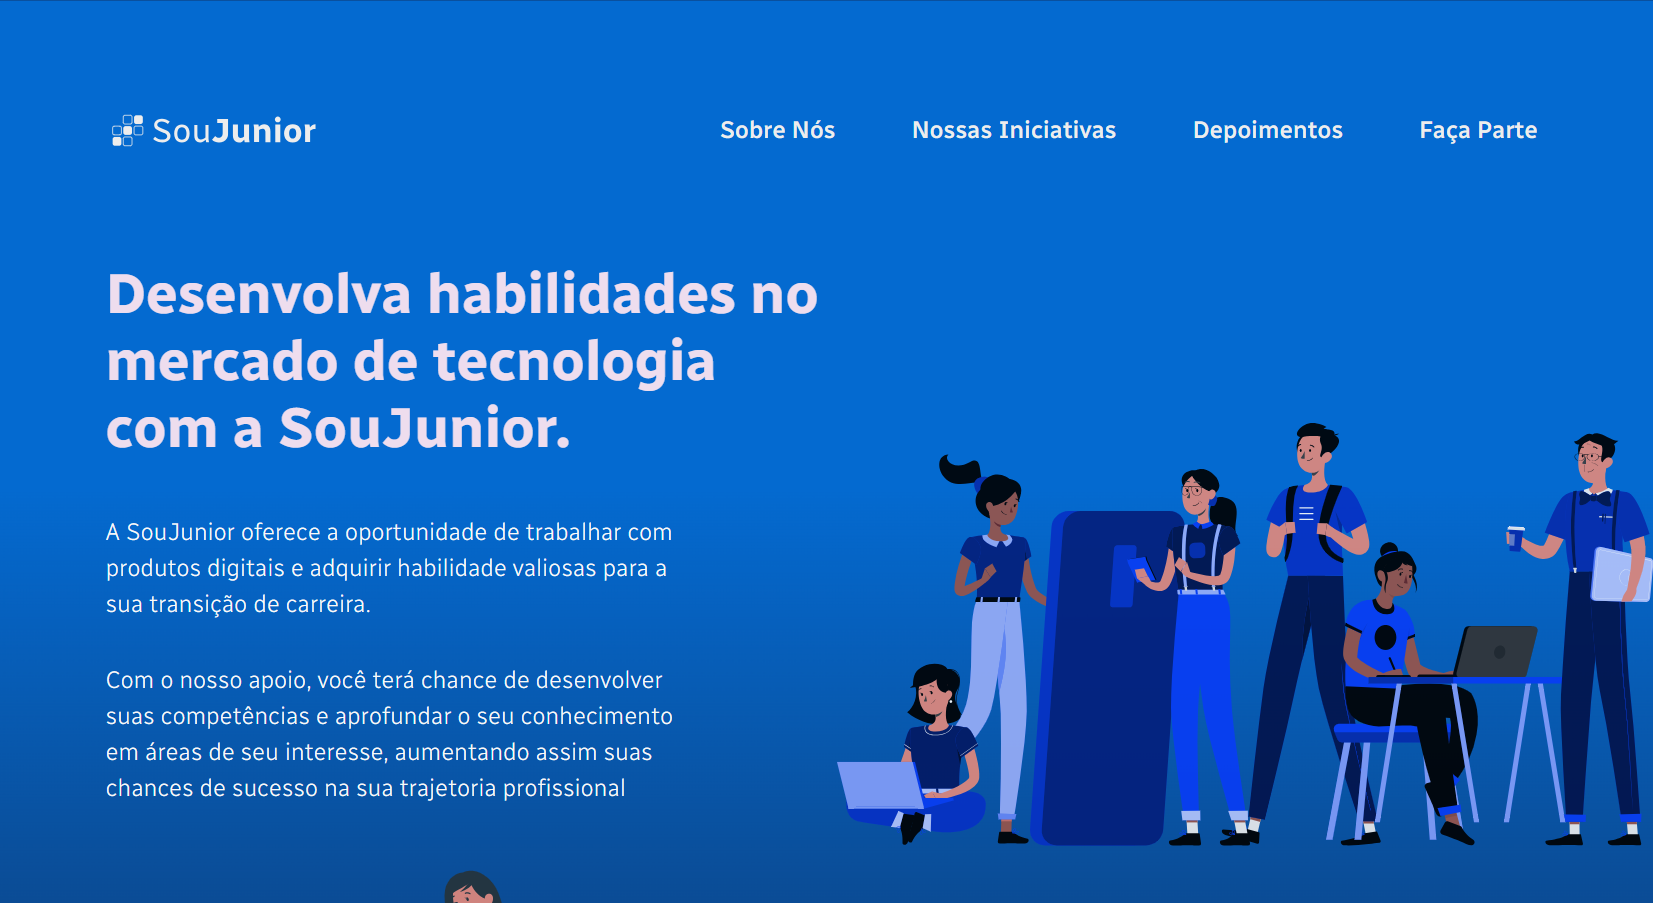 SouJunior
Sobre Nós
Nossas Iniciativas
Depoimentos
Faça Parte
Desenvolva habilidades no
mercado de tecnologia
com a SouJunior.
A SouJunior oferece a oportunidade de trabalhar com
produtos digitais e adquirir habilidade valiosas para a
sua transição de carreira.
Com o nosso apoio, você terá chance de desenvolver
suas competências e aprofundar o seu conhecimento
em áreas de seu interesse, aumentando assim suas
chances de sucesso na sua trajetoria profissional